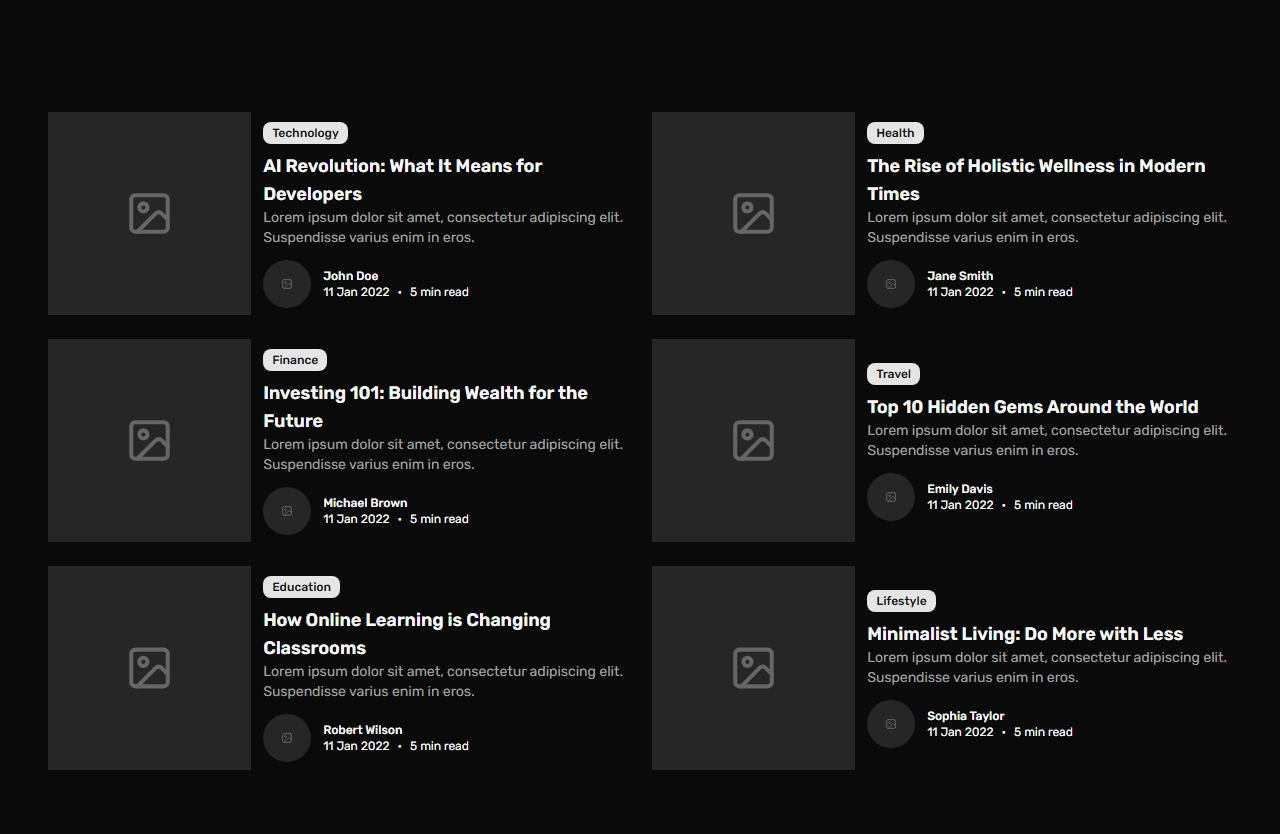 Technology
AI Revolution: What It Means for
Developers
Lorem ipsum dolor sit amet, consectetur adipiscing elit.
Suspendisse varius enim in eros.
John Doe
11 Jan 2022 • 5 min read
Health
The Rise of Holistic Wellness in Modern
Times
Lorem ipsum dolor sit amet, consectetur adipiscing elit.
Suspendisse varius enim in eros.
Jane Smith
11 Jan 2022 • 5 min read
Finance
Investing 101: Building Wealth for the
Future
Lorem ipsum dolor sit amet, consectetur adipiscing elit.
Suspendisse varius enim in eros.
Michael Brown
11 Jan 2022 • 5 min read
Travel
Top 10 Hidden Gems Around the World
Lorem ipsum dolor sit amet, consectetur adipiscing elit.
Suspendisse varius enim in eros.
Emily Davis
11 Jan 2022 • 5 min read
Education
How Online Learning is Changing
Classrooms
Lorem ipsum dolor sit amet, consectetur adipiscing elit.
Suspendisse varius enim in eros.
Robert Wilson
11 Jan 2022 • 5 min read
Lifestyle
Minimalist Living: Do More with Less
Lorem ipsum dolor sit amet, consectetur adipiscing elit.
Suspendisse varius enim in eros.
Sophia Taylor
11 Jan 2022 • 5 min read